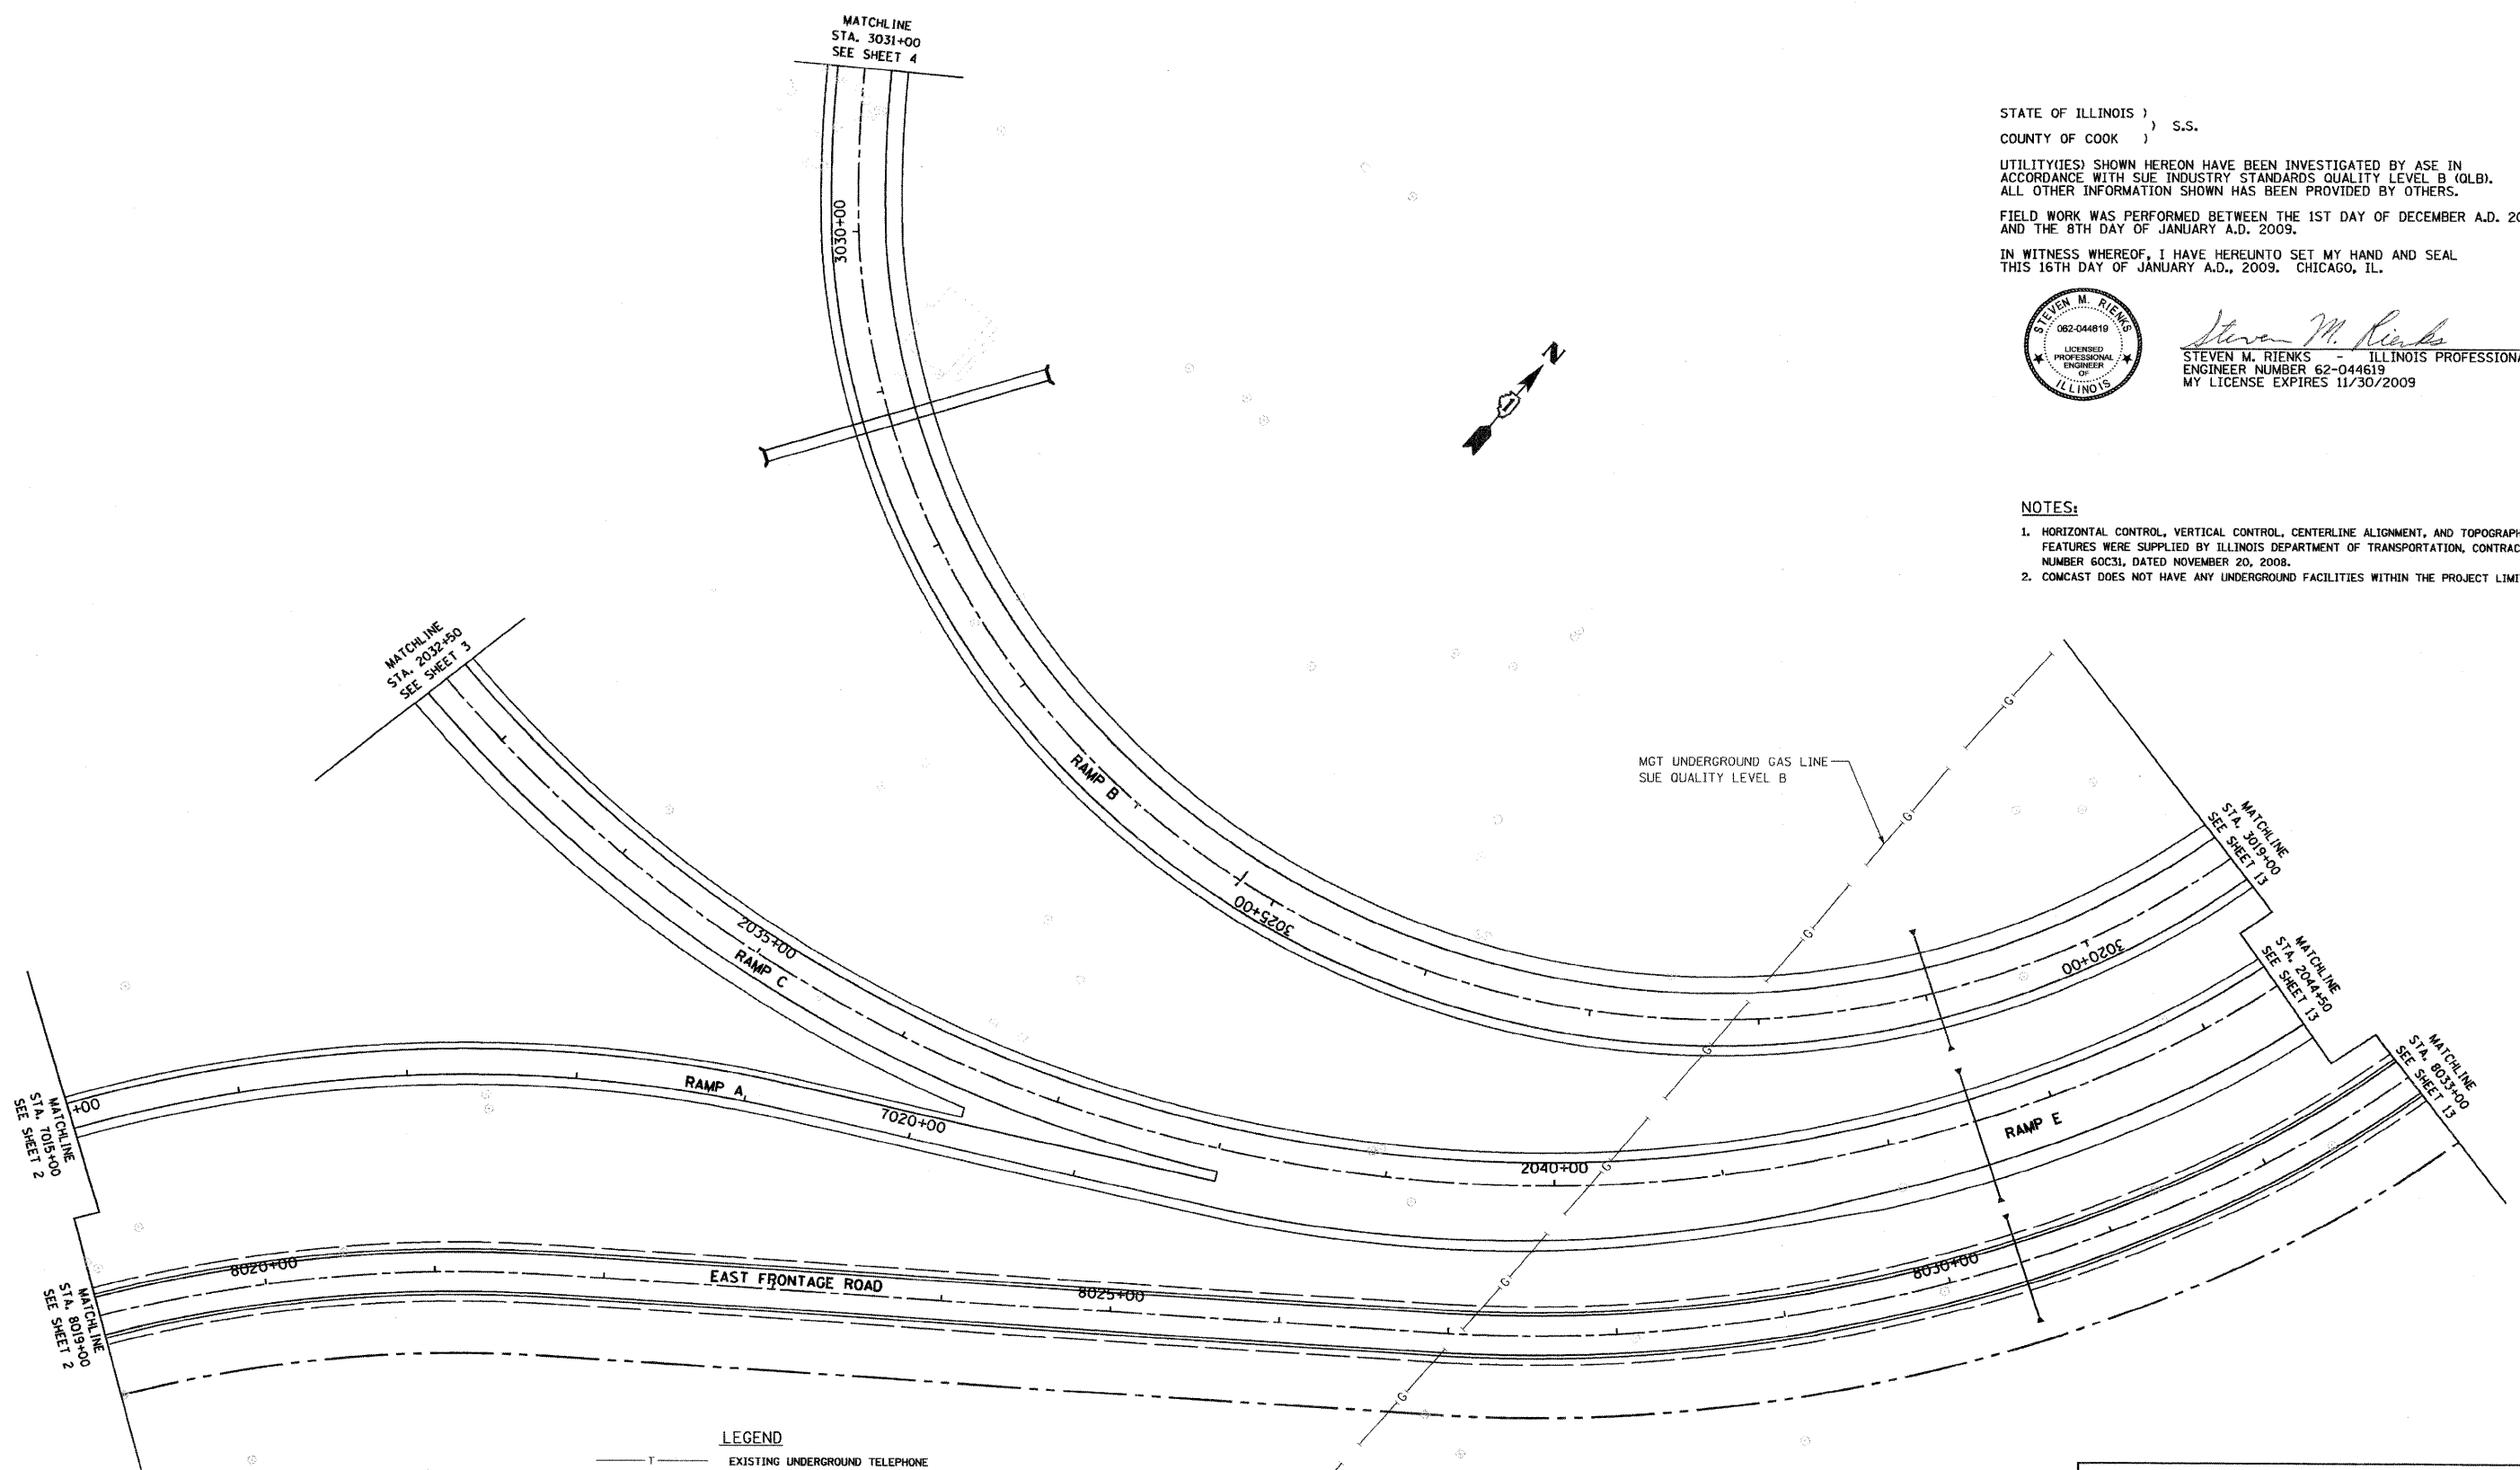 MATCHLINE
STA. 3031+00
SEE SHEET 4
STATE OF ILLINOIS )
) S.S.
COUNTY OF COOK )
UTILITY(IES) SHOWN HEREON HAVE BEEN INVESTIGATED BY ASE IN
ACCORDANCE WITH SUE INDUSTRY STANDARDS QUALITY LEVEL B (QLB).
ALL OTHER INFORMATION SHOWN HAS BEEN PROVIDED BY OTHERS.
FIELD WORK WAS PERFORMED BETWEEN THE 1ST DAY OF DECEMBER A.D. 20
AND THE 8TH DAY OF JANUARY A.D. 2009.
IN WITNESS WHEREOF, I HAVE HEREUNTO SET MY HAND AND SEAL
THIS 16TH DAY OF JANUARY A.D., 2009. CHICAGO, IL.
STEVEN M. RIENKS
062-044619
LICENSED
PROFESSIONAL
ENGINEER
OF
ILLINOIS
Steven M. Rienks
STEVEN M. RIENKS - ILLINOIS PROFESSIONA
ENGINEER NUMBER 62-044619
MY LICENSE EXPIRES 11/30/2009
N
1
3030+00
NOTES:
1. HORIZONTAL CONTROL, VERTICAL CONTROL, CENTERLINE ALIGNMENT, AND TOPOGRAPH
FEATURES WERE SUPPLIED BY ILLINOIS DEPARTMENT OF TRANSPORTATION, CONTRAC
NUMBER 60C31, DATED NOVEMBER 20, 2008.
2. COMCAST DOES NOT HAVE ANY UNDERGROUND FACILITIES WITHIN THE PROJECT LIMI
MATCHLINE
STA. 2032+50
SEE SHEET 3
RAMP B
MGT UNDERGROUND GAS LINE
SUE QUALITY LEVEL B
G
G
G
G
G
G
G
MATCHLINE
STA. 3019+00
SEE SHEET 13
3025+00
3020+00
2035+00
RAMP C
MATCHLINE
STA. 2044+50
SEE SHEET 13
MATCHLINE
STA. 8033+00
SEE SHEET 13
RAMP A
7020+00
+00
MATCHLINE
STA. 7015+00
SEE SHEET 2
RAMP E
2040+00
8020+00
EAST FRONTAGE ROAD
8025+00
8030+00
MATCHLINE
STA. 8019+00
SEE SHEET 2
G
LEGEND
T EXISTING UNDERGROUND TELEPHONE